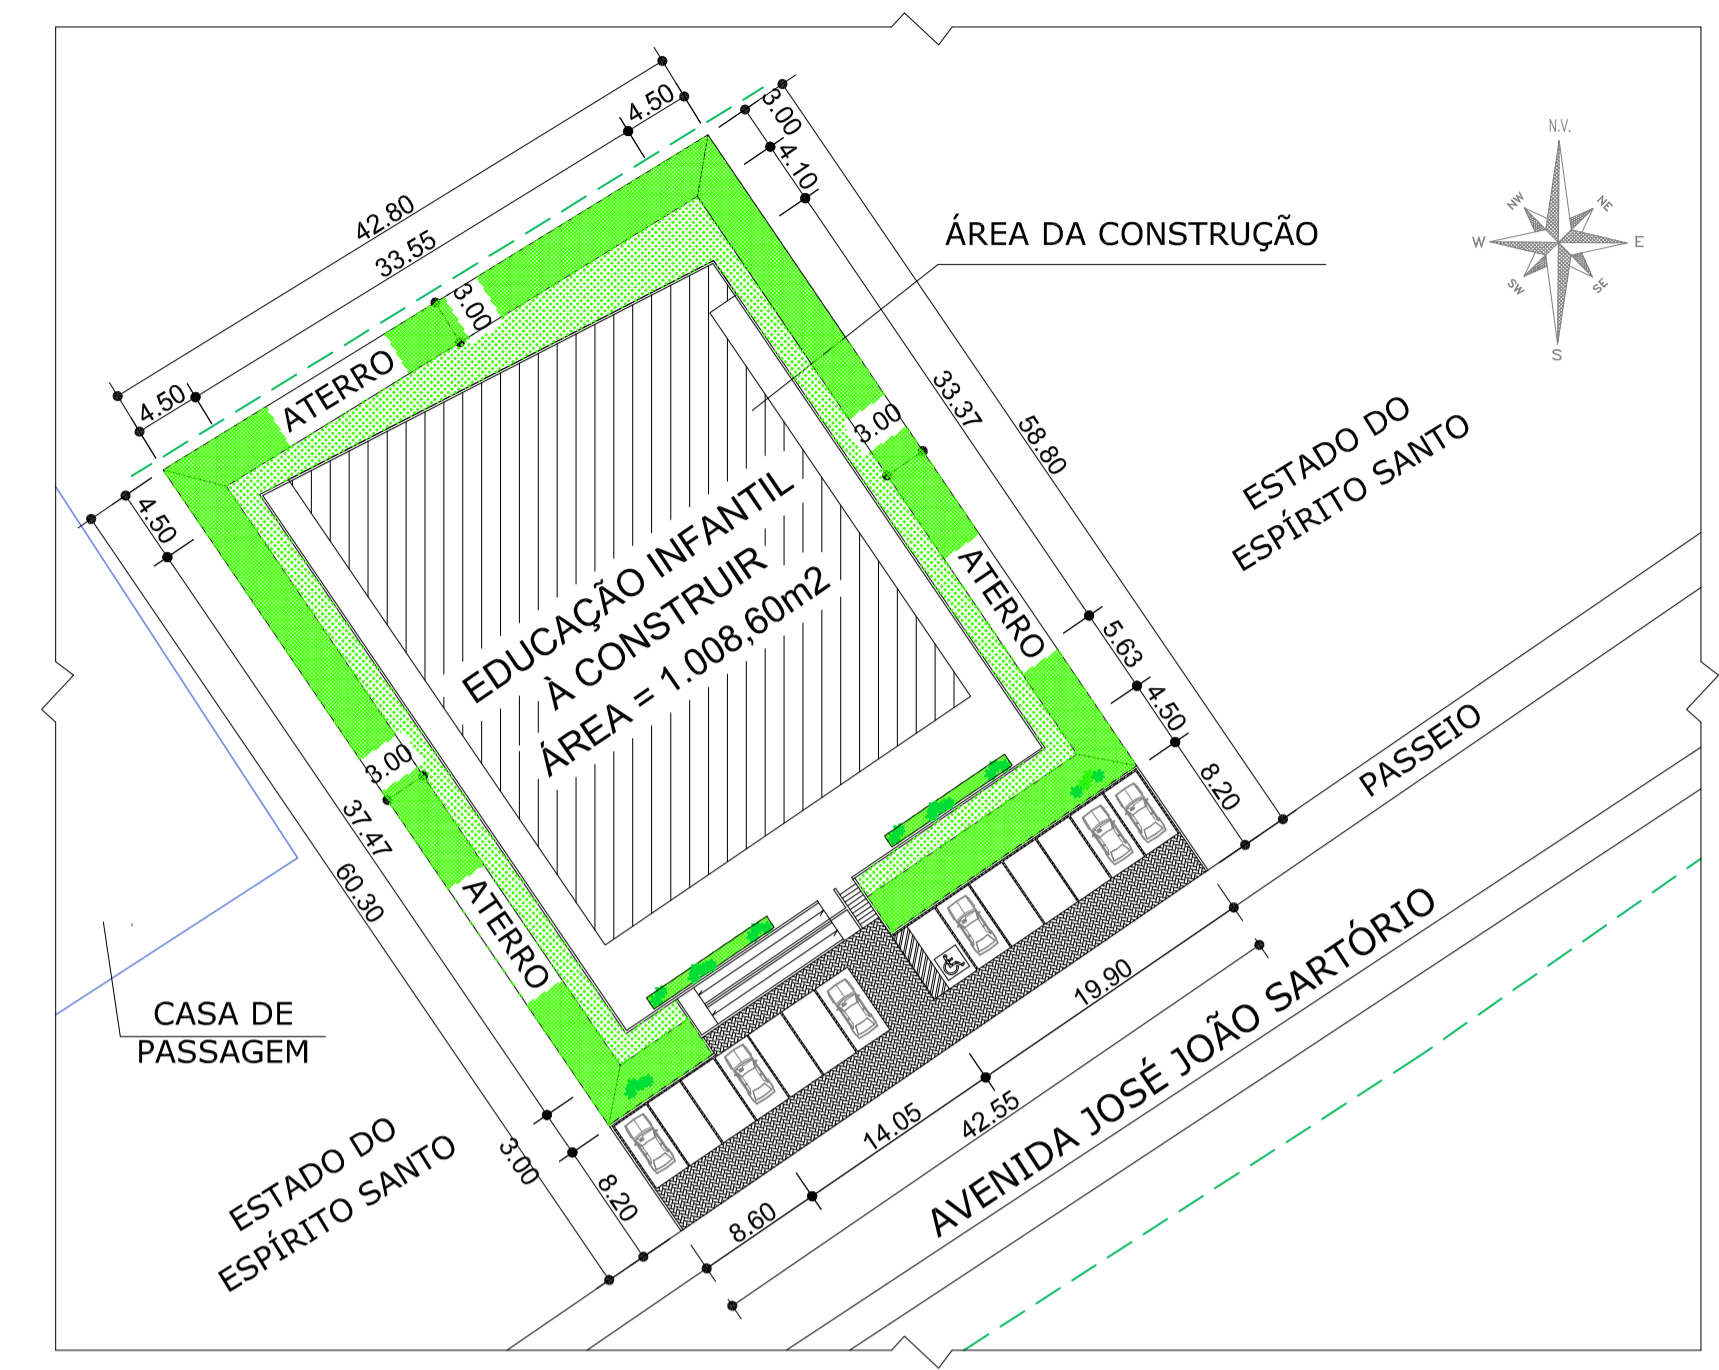 4.50
3.00
4.10
42.80
33.55
N.V.
NW
NE
W
E
SW
SE
S
ÁREA DA CONSTRUÇÃO
3.00
ATERRO
4.50
33.37
58.80
3.00
ESTADO DO
ESPÍRITO SANTO
4.50
EDUCAÇÃO INFANTIL
À CONSTRUIR
ÁREA = 1.008,60m2
ATERRO
5.63
4.50
8.20
PASSEIO
3.00
37.47
60.30
ATERRO
CASA DE
PASSAGEM
19.90
AVENIDA JOSÉ JOÃO SARTÓRIO
14.05
42.55
ESTADO DO
ESPÍRITO SANTO
3.00
8.20
8.60